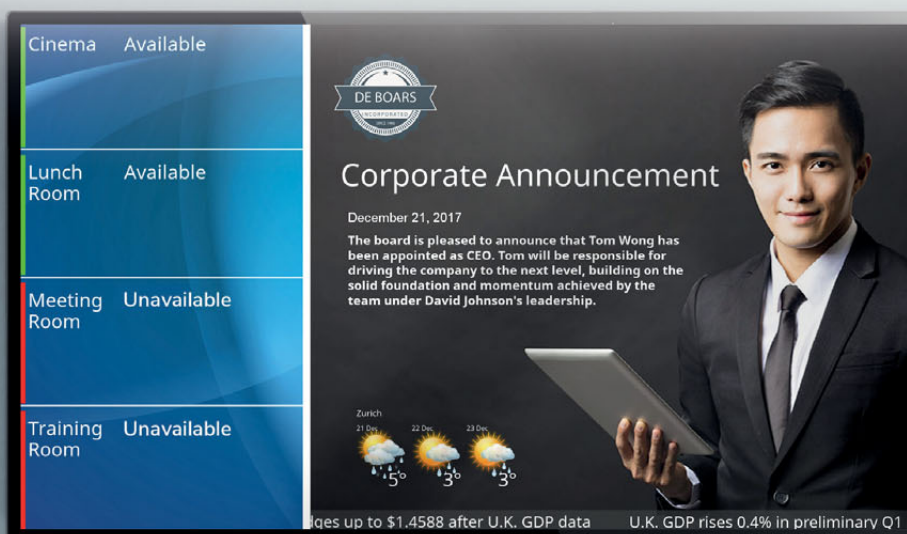 Cinema Available
Lunch Room Available
Meeting Room Unavailable
Training Room Unavailable
DE BOARS
INCORPORATED
Corporate Announcement
December 21, 2017
The board is pleased to announce that Tom Wong has
been appointed as CEO. Tom will be responsible for
driving the company to the next level, building on the
solid foundation and momentum achieved by the
team under David Johnson's leadership.
Zurich
21 Dec 22 Dec 23 Dec
5° 3° 3°
up to $1.4588 after U.K. GDP data U.K. GDP rises 0.4% in preliminary Q1